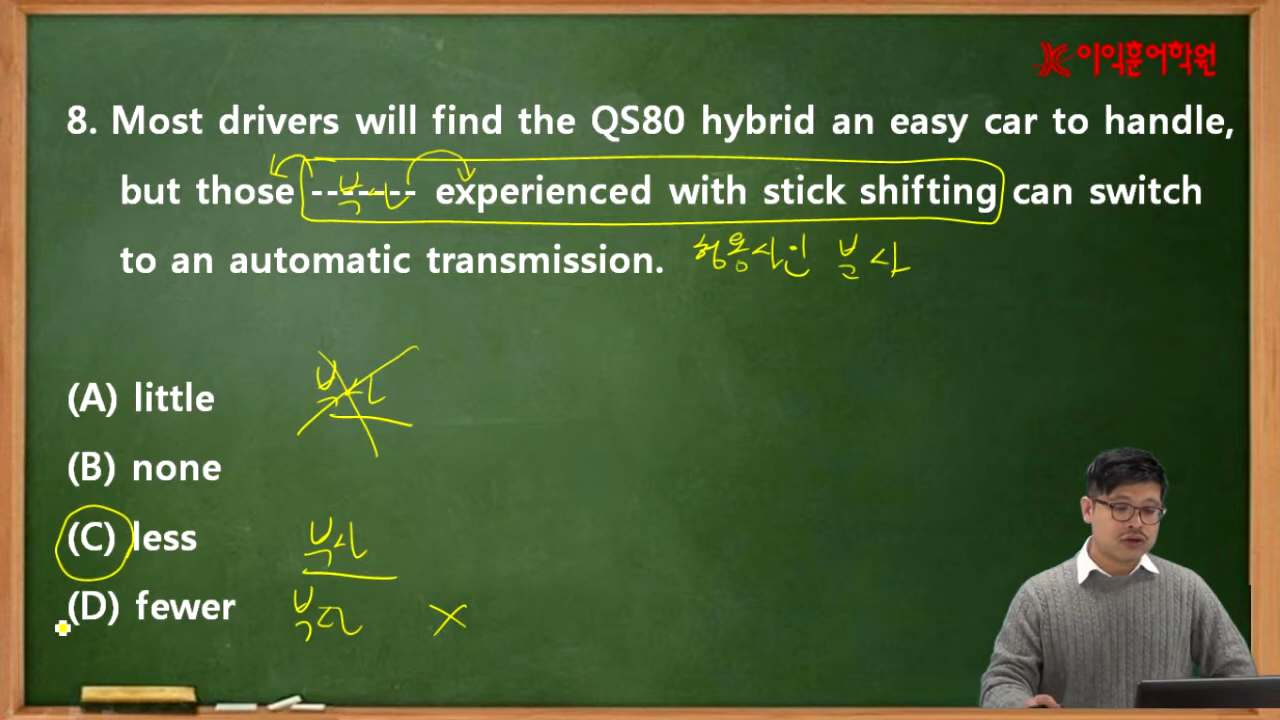 이익훈어학원
8. Most drivers will find the QS80 hybrid an easy car to handle,
but those ------- experienced with stick shifting can switch
부사
to an automatic transmission. 형용사인 분사
(A) little 부사
(B) none
(C) less 부사
(D) fewer X